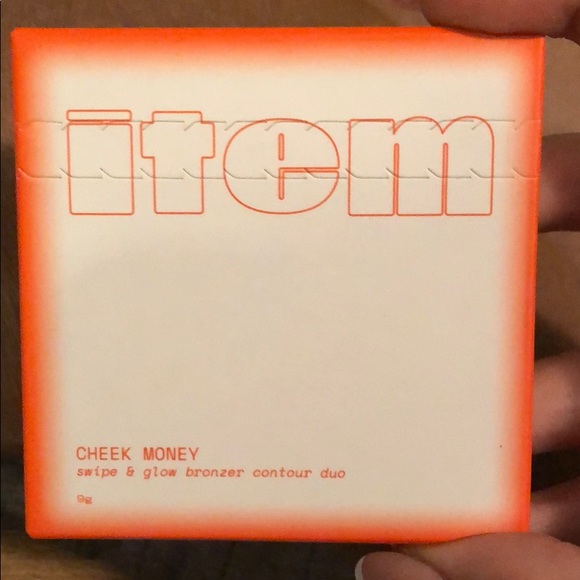 item
CHEEK MONEY
swipe & glow bronzer contour duo
9g